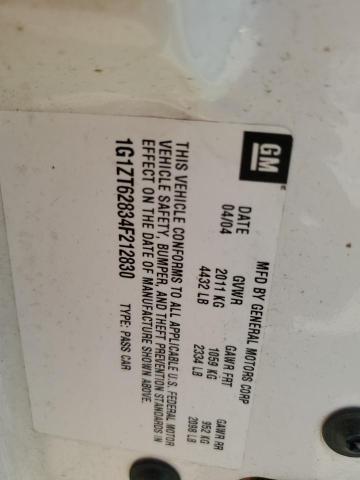 GM
MFD BY GENERAL MOTORS CORP
DATE GVWR GAWR FRT GAWR RR
04/04 2011 KG 1059 KG 952 KG
4432 LB 2334 LB 2098 LB
THIS VEHICLE CONFORMS TO ALL APPLICABLE U.S. FEDERAL MOTOR
VEHICLE SAFETY, BUMPER, AND THEFT PREVENTION STANDARDS IN
EFFECT ON THE DATE OF MANUFACTURE SHOWN ABOVE.
1G1ZT62834F212830 TYPE: PASS CAR